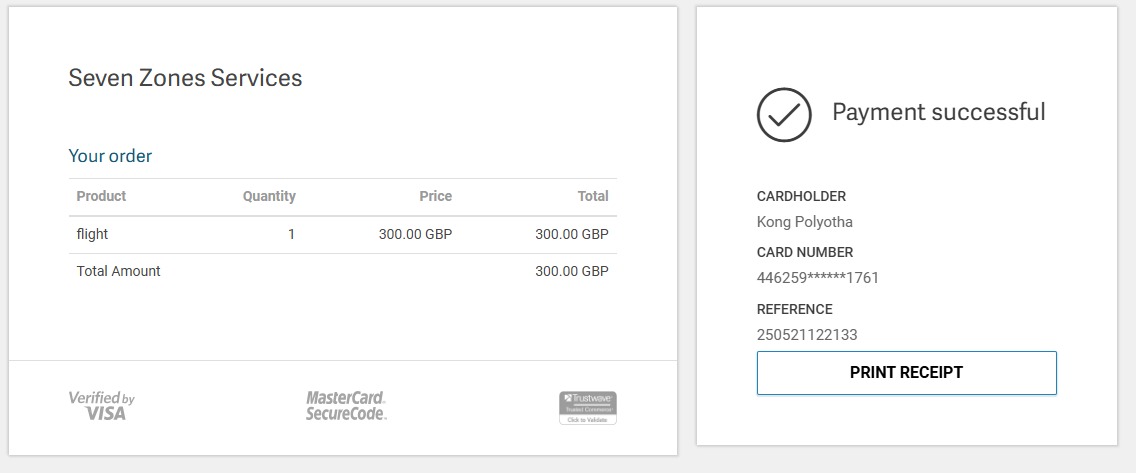 Seven Zones Services
Your order
Product Quantity Price Total
flight 1 300.00 GBP 300.00 GBP
Total Amount 300.00 GBP
Verified by
VISA
MasterCard.
SecureCode.
Trustwave
Trusted Commerce
Click to Validate
Payment successful
CARDHOLDER
Kong Polyotha
CARD NUMBER
446259******1761
REFERENCE
250521122133
PRINT RECEIPT